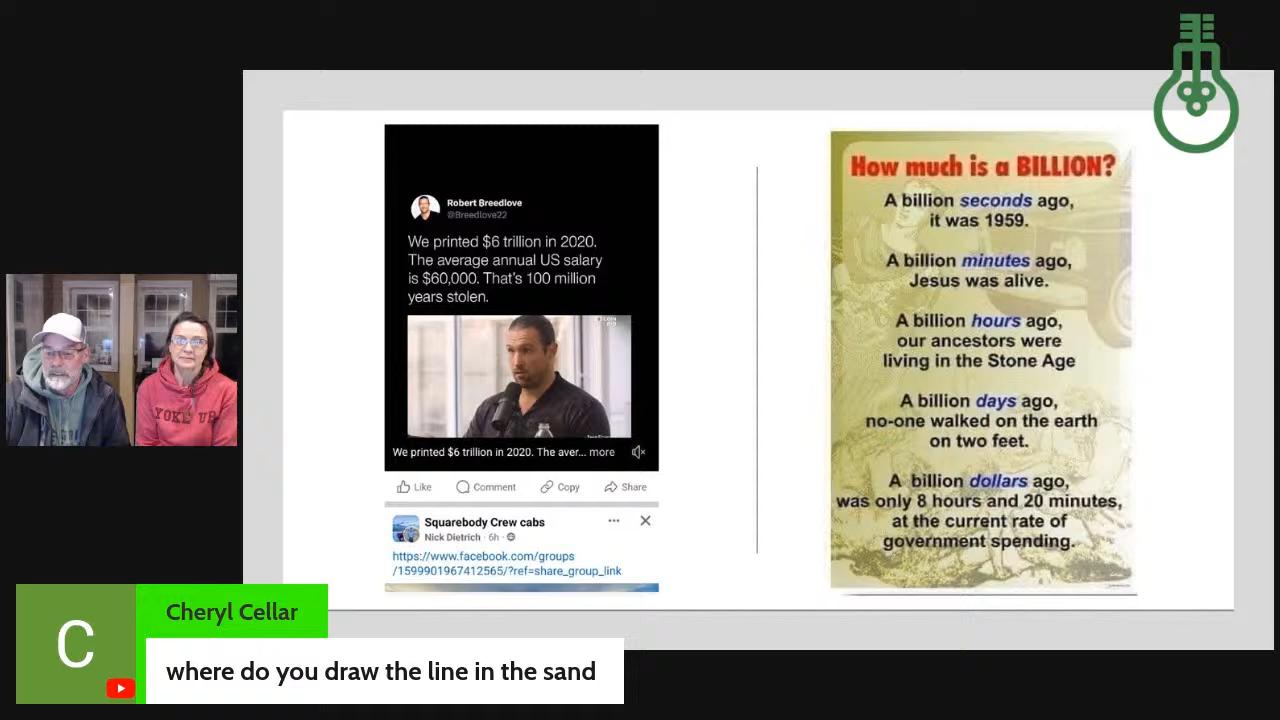 Robert Breedlove
@Breedlove22
We printed $6 trillion in 2020.
The average annual US salary
is $60,000. That's 100 million
years stolen.
We printed $6 trillion in 2020. The aver... more
Like Comment Copy Share
Squarebody Crew cabs
Nick Dietrich · 6h ·
https://www.facebook.com/groups
/1599901967412565/?ref=share_group_link
How much is a BILLION?
A billion seconds ago,
it was 1959.
A billion minutes ago,
Jesus was alive.
A billion hours ago,
our ancestors were
living in the Stone Age
A billion days ago,
no-one walked on the earth
on two feet.
A billion dollars ago,
was only 8 hours and 20 minutes,
at the current rate of
government spending.
YOKE UP
C
Cheryl Cellar
where do you draw the line in the sand